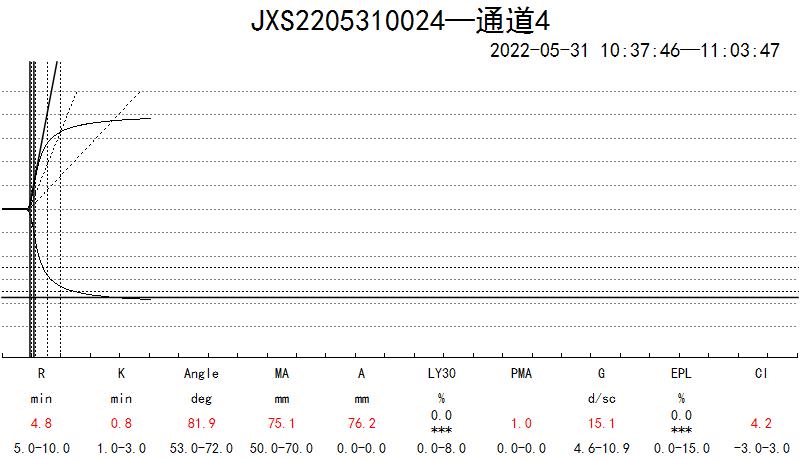 JXS2205310024—通道4
2022-05-31 10:37:46—11:03:47
R K Angle MA A LY30 PMA G EPL CI
min min deg mm mm % d/sc %
4.8 0.8 81.9 75.1 76.2 0.0 *** 1.0 15.1 0.0 *** 4.2
5.0-10.0 1.0-3.0 53.0-72.0 50.0-70.0 0.0-0.0 0.0-8.0 0.0-0.0 4.6-10.9 0.0-15.0 -3.0-3.0